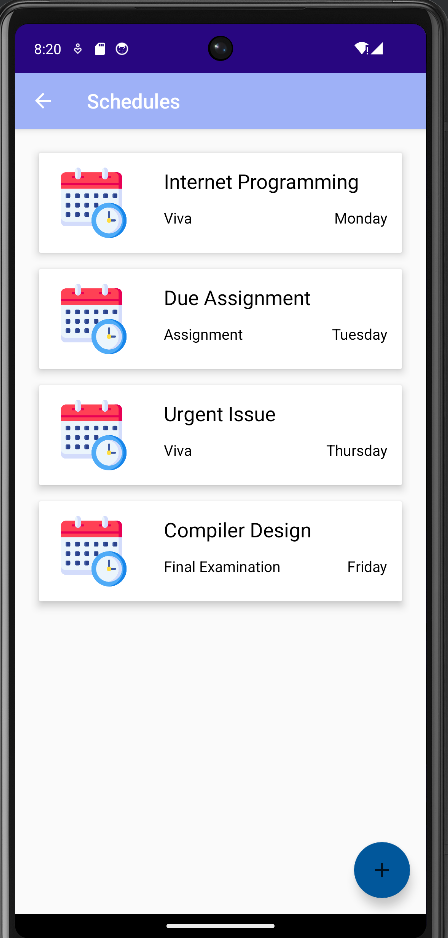 8:20
Schedules
Internet Programming
Viva Monday
Due Assignment
Assignment Tuesday
Urgent Issue
Viva Thursday
Compiler Design
Final Examination Friday
+